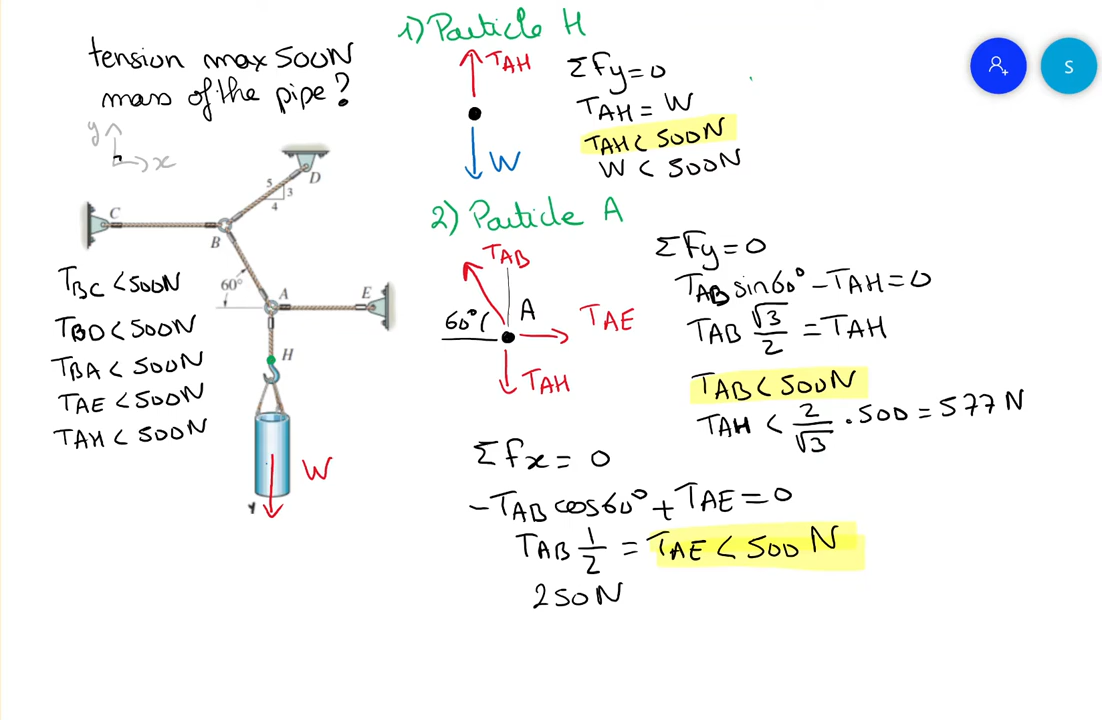 tension max 500N
mass of the pipe?
y
x
5
3
4
D
C
B
60°
A
E
H
W
TBC < 500N
TBD < 500N
TBA < 500N
TAE < 500N
TAH < 500N
1) Particle H
TAH
W
ΣFy=0
TAH = W
TAH < 500N
W < 500N
2) Particle A
TAB
60°
A
TAE
TAH
ΣFy=0
TAB sin60° - TAH = 0
TAB √3/2 = TAH
TAB < 500N
TAH < 2/√3 · 500 = 577 N
Σfx = 0
-TAB cos60° + TAE = 0
TAB 1/2 = TAE < 500 N
250N
S